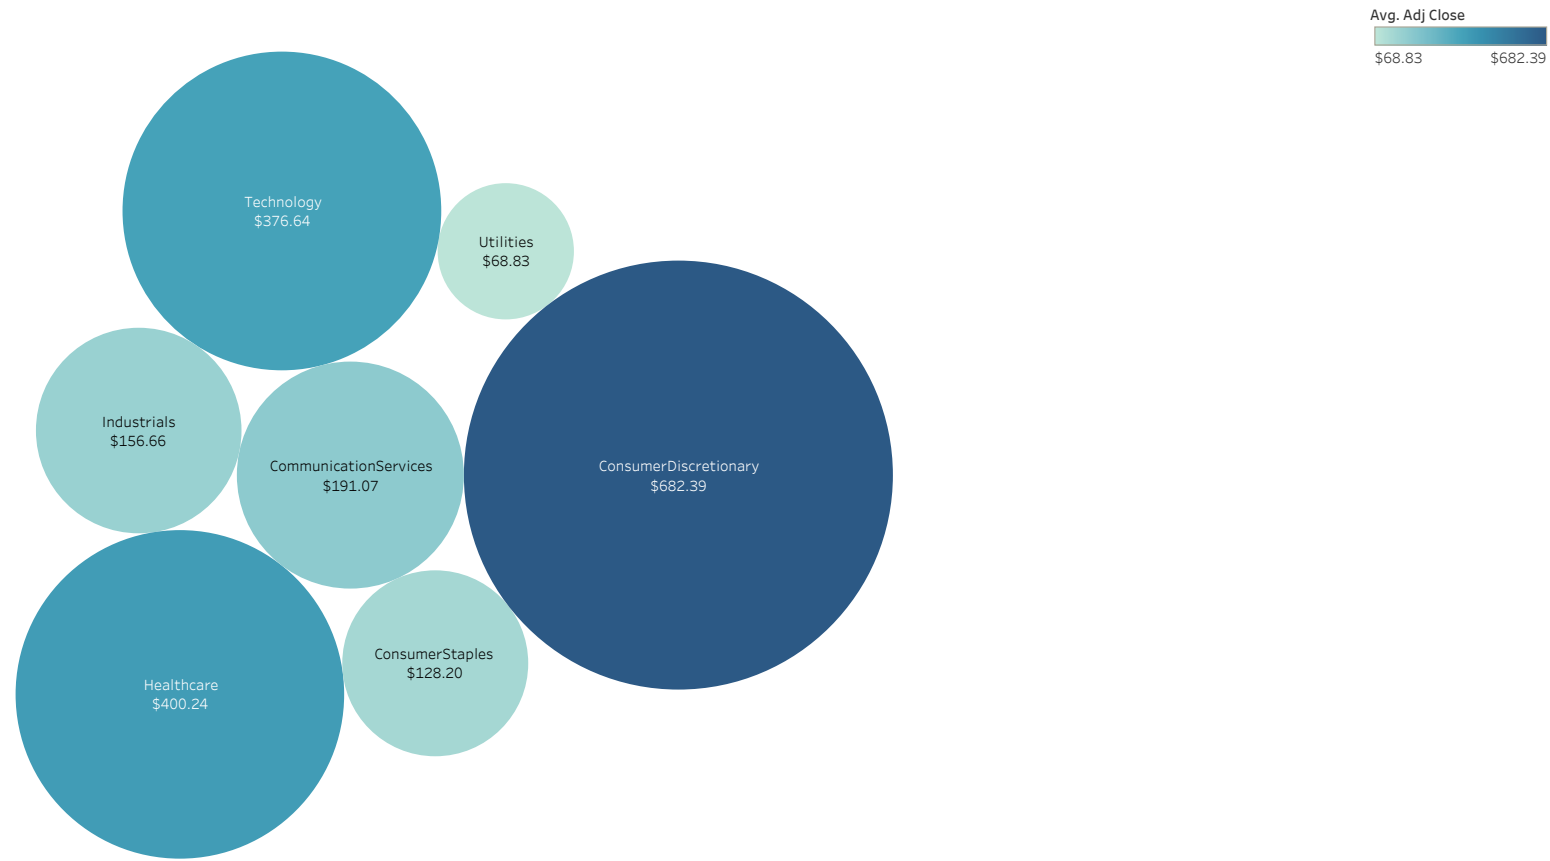 Avg. Adj Close
$68.83 $682.39
Technology
$376.64
Utilities
$68.83
Industrials
$156.66
CommunicationServices
$191.07
ConsumerDiscretionary
$682.39
ConsumerStaples
$128.20
Healthcare
$400.24